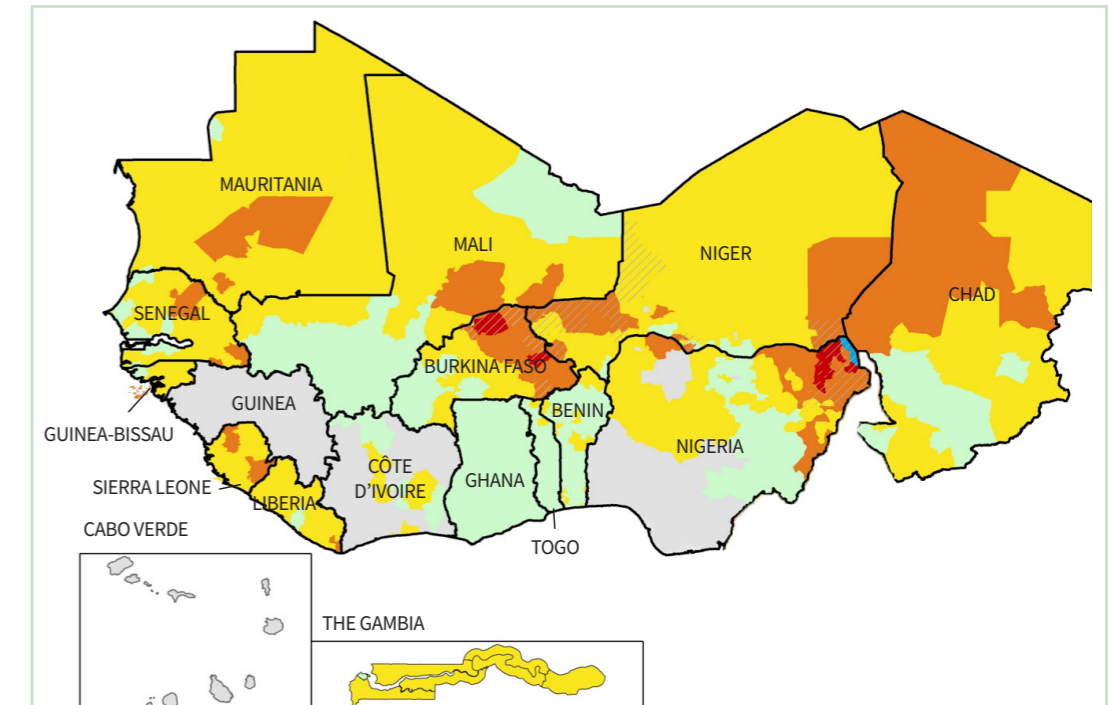 MAURITANIA
MALI
NIGER
CHAD
SENEGAL
BURKINA FASO
GUINEA
BENIN
GUINEA-BISSAU
NIGERIA
CÔTE
D'IVOIRE
GHANA
SIERRA LEONE
LIBERIA
CABO VERDE
TOGO
THE GAMBIA